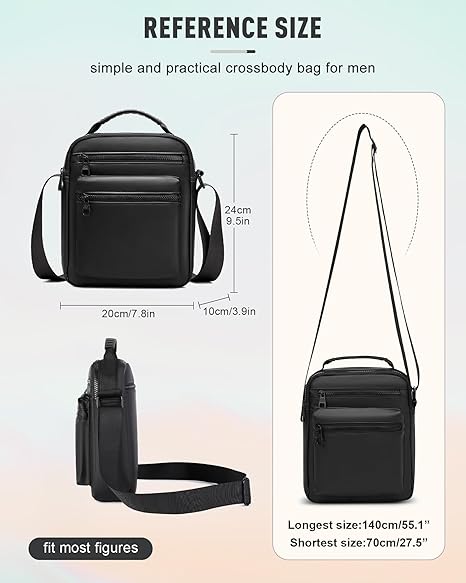 REFERENCE SIZE
simple and practical crossbody bag for men
24cm
9.5in
20cm/7.8in
10cm/3.9in
Longest size:140cm/55.1”
Shortest size:70cm/27.5”
fit most figures